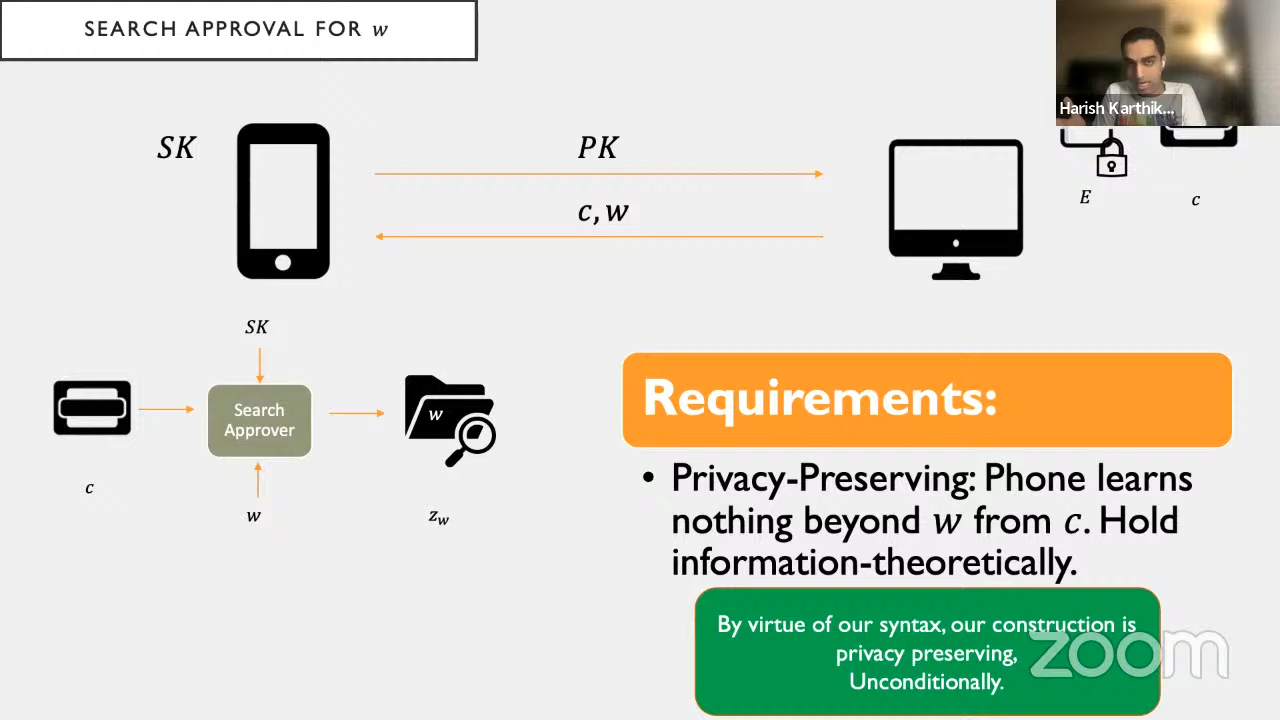 SEARCH APPROVAL FOR w
Harish Karthik...
SK
PK
c, w
E
c
SK
Search
Approver
w
c
w
z_w
Requirements:
• Privacy-Preserving: Phone learns
nothing beyond w from c. Hold
information-theoretically.
By virtue of our syntax, our construction is
privacy preserving,
Unconditionally.
zoom